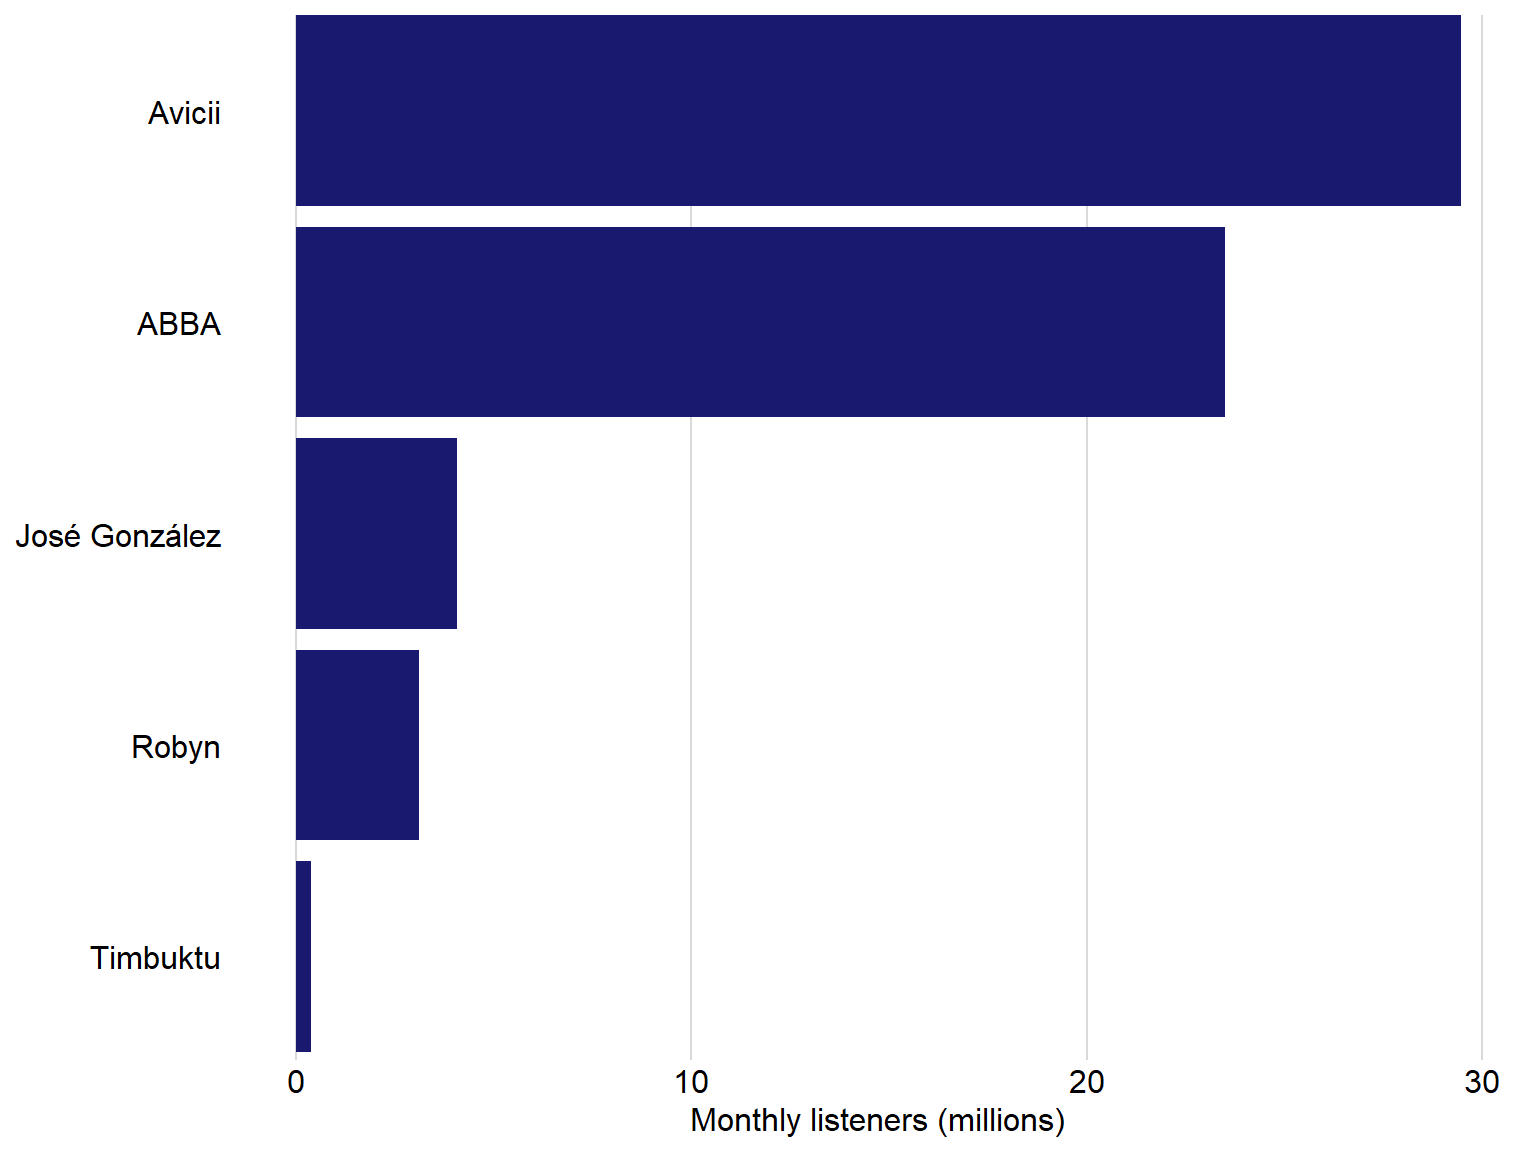 Avicii
ABBA
José González
Robyn
Timbuktu
0 10 20 30
Monthly listeners (millions)